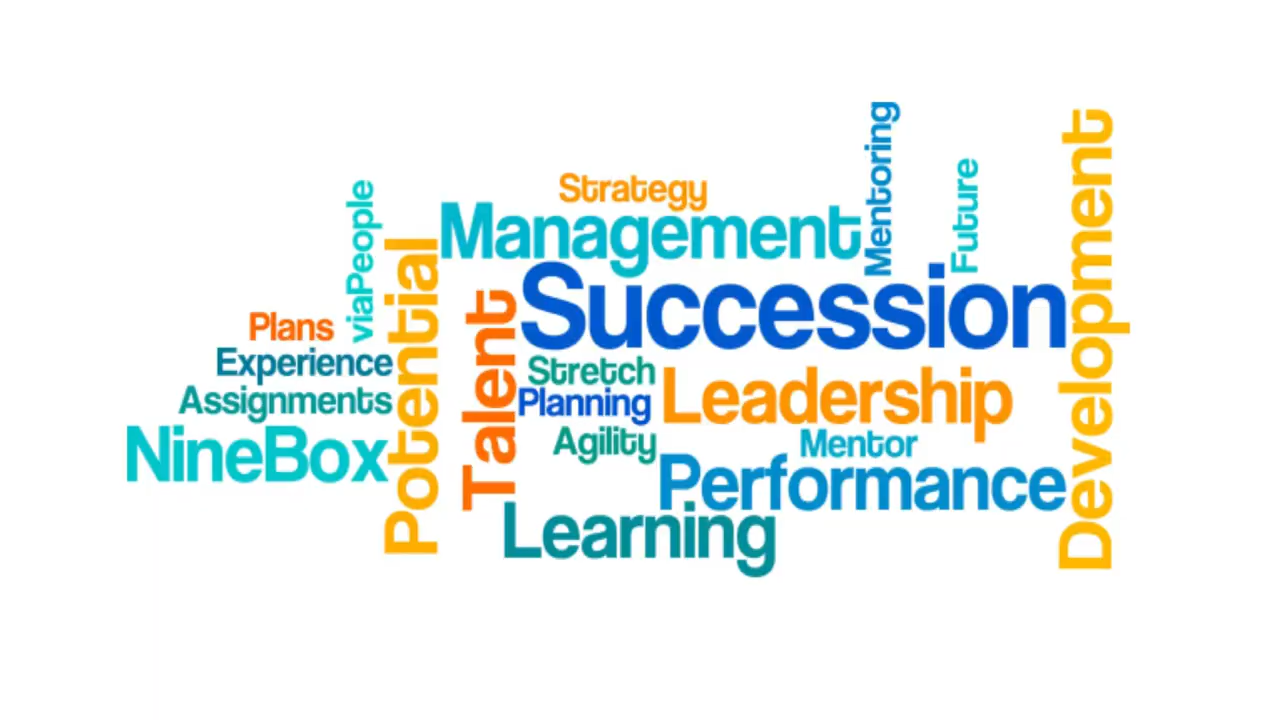 Mentoring
Development
Future
Strategy
viaPeople
Management
Potential
Succession
Talent
Plans
Experience
Stretch
Leadership
Assignments
Planning
NineBox
Agility
Mentor
Performance
Learning